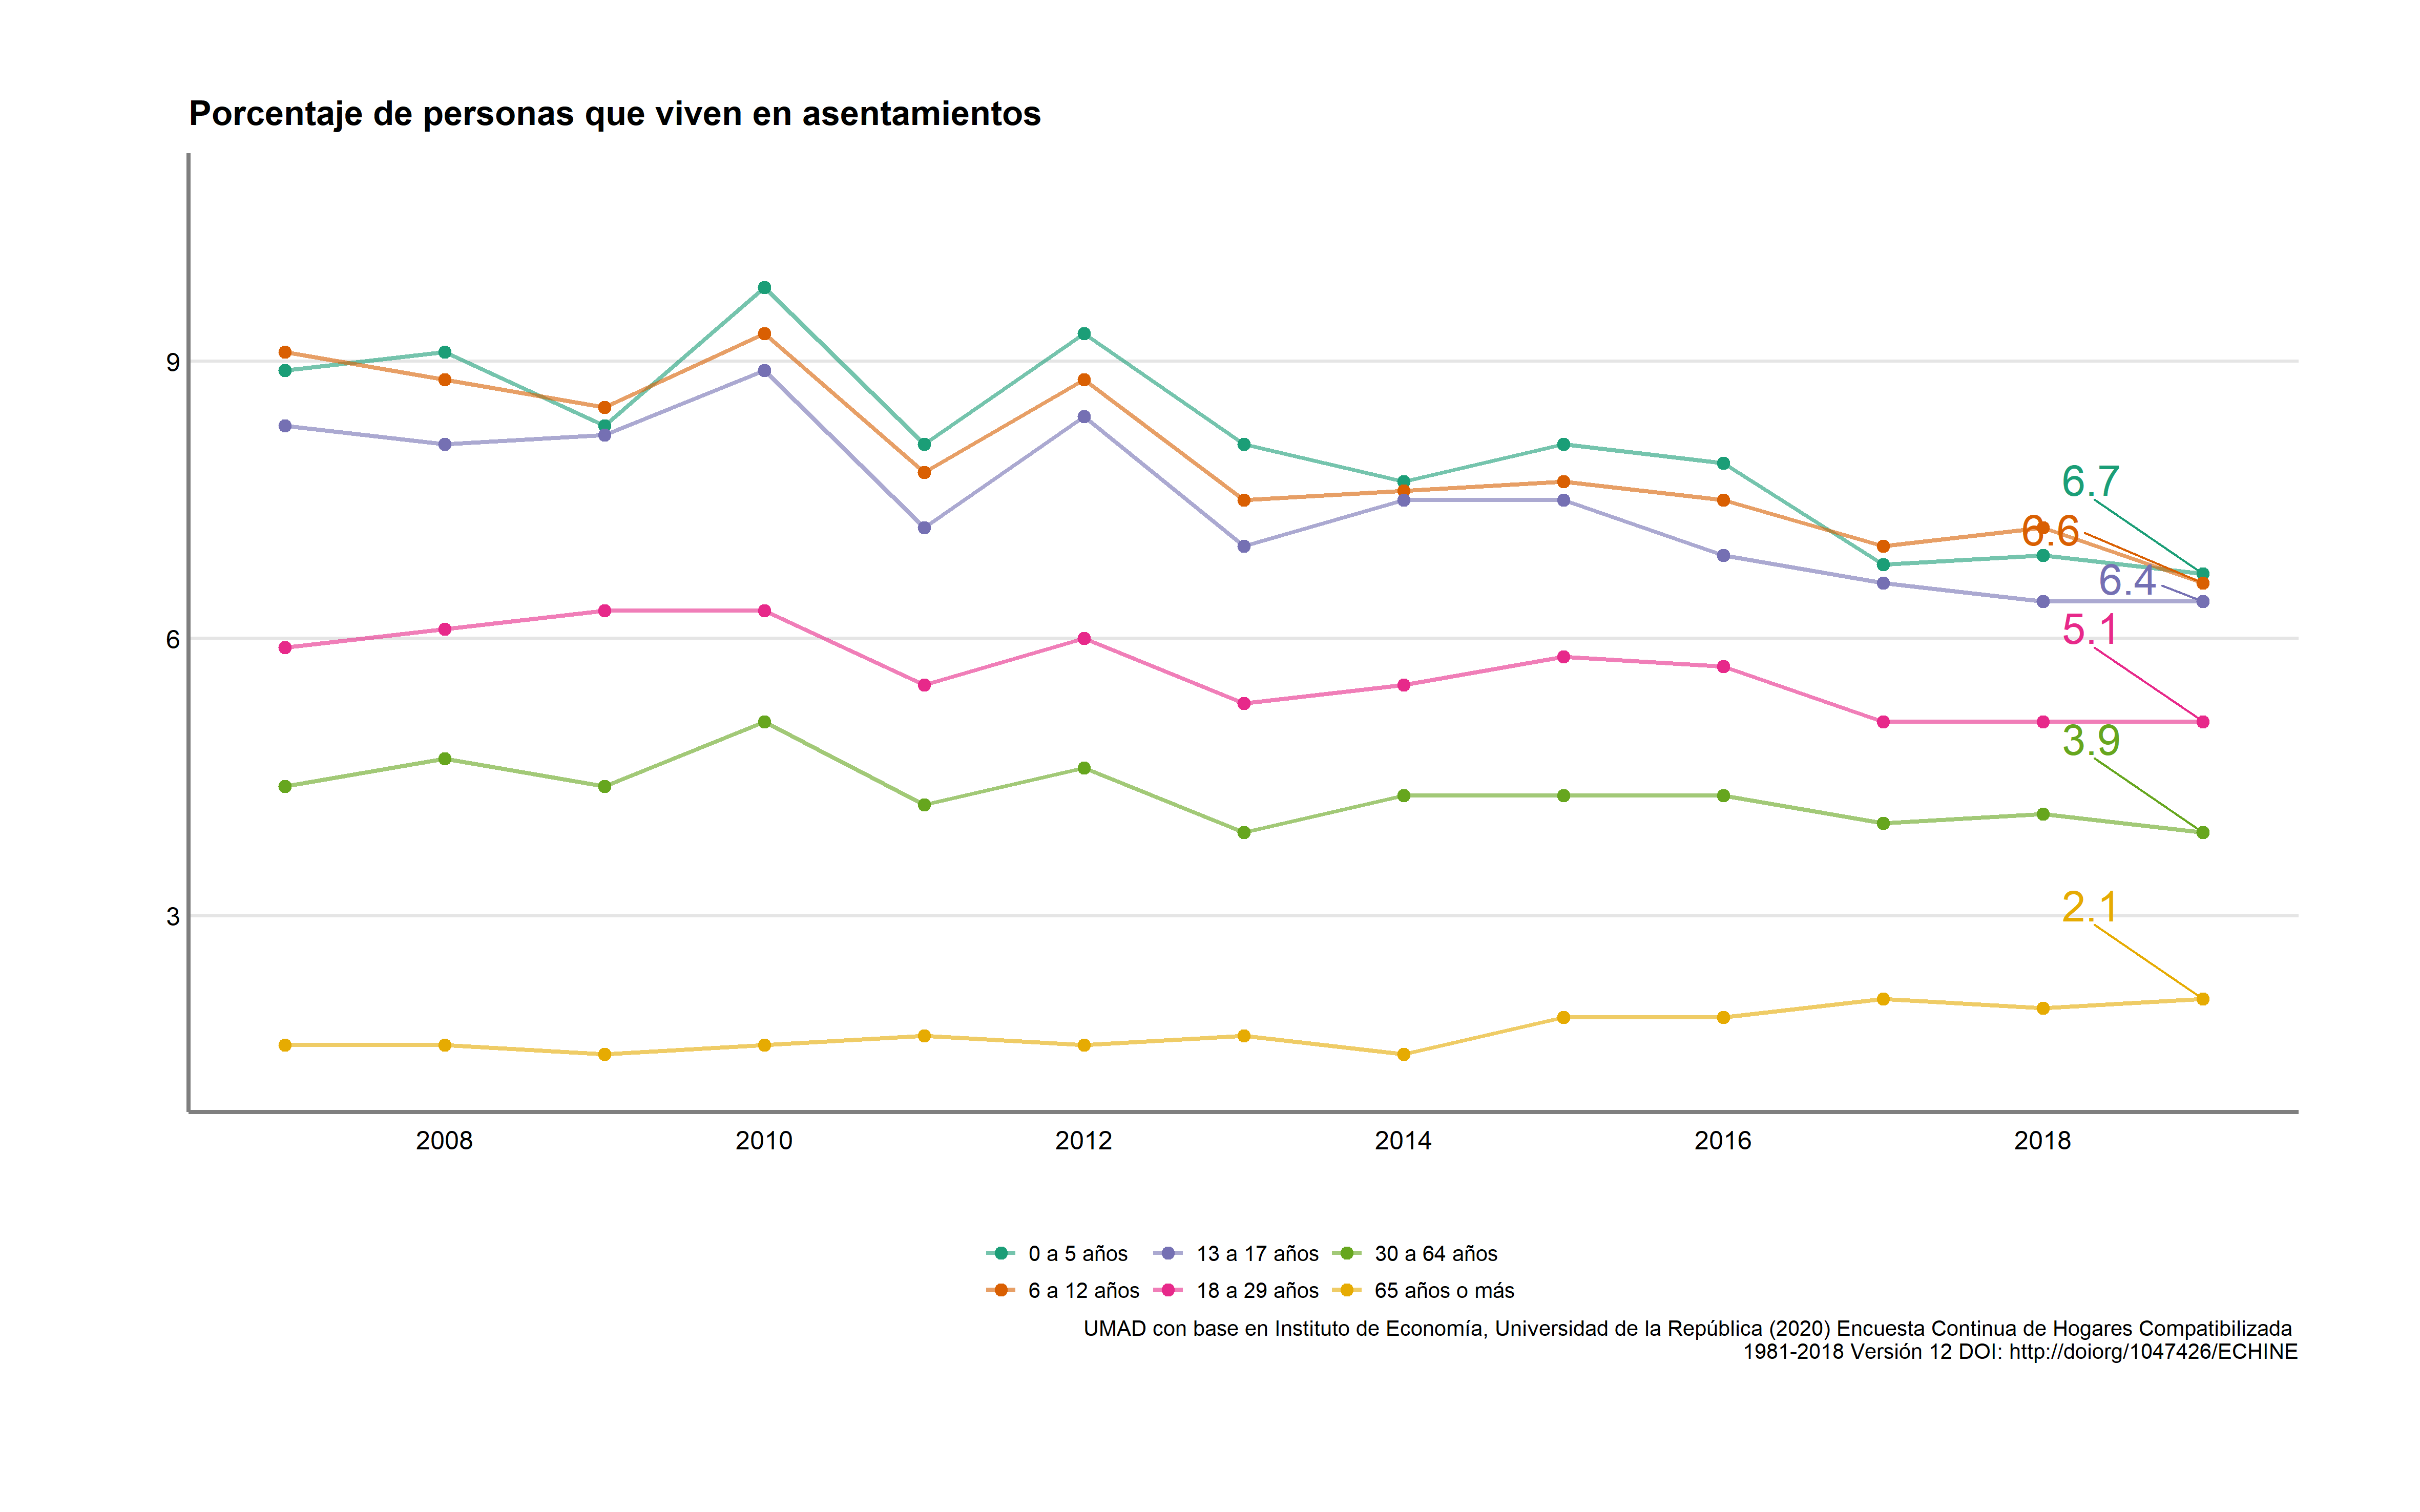 Porcentaje de personas que viven en asentamientos
9
6
3
6.7
6.6
6.4
5.1
3.9
2.1
2008 2010 2012 2014 2016 2018
0 a 5 años 13 a 17 años 30 a 64 años
6 a 12 años 18 a 29 años 65 años o más
UMAD con base en Instituto de Economía, Universidad de la República (2020) Encuesta Continua de Hogares Compatibilizada
1981-2018 Versión 12 DOI: http://doiorg/1047426/ECHINE